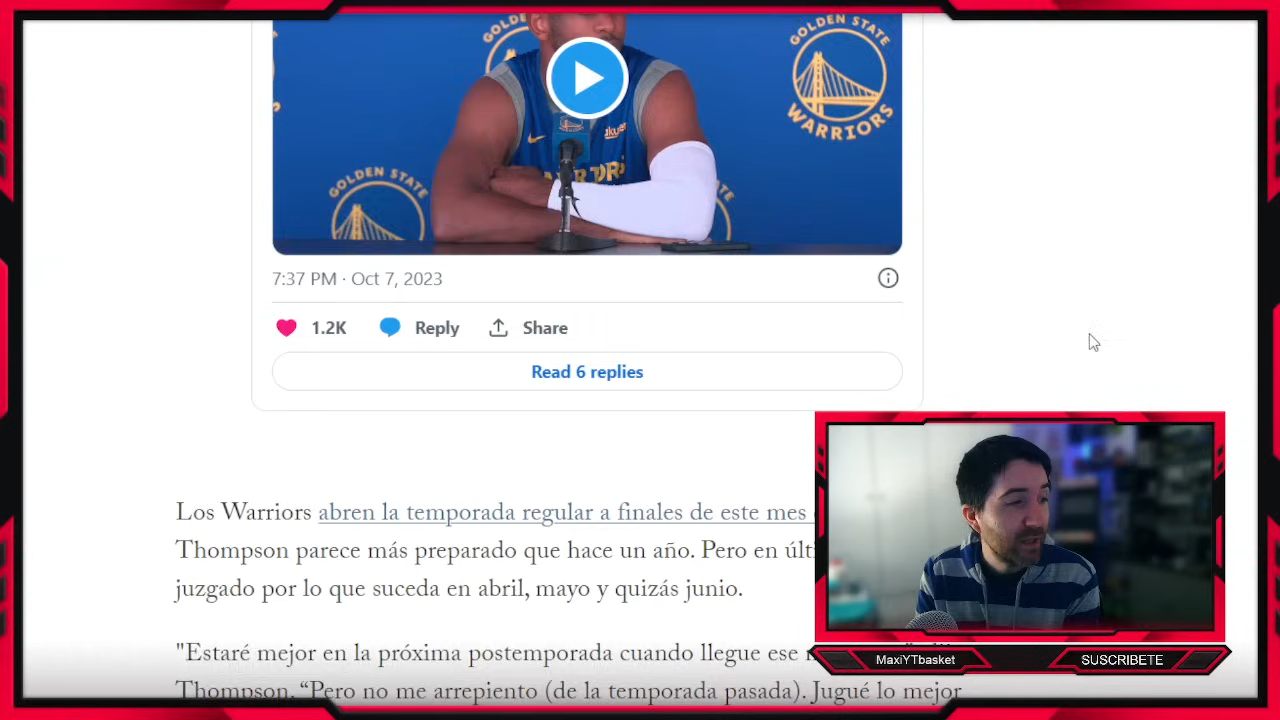 GOLDEN STATE
WARRIORS
GOLDEN STATE
7:37 PM · Oct 7, 2023
1.2K Reply Share
Read 6 replies
Los Warriors abren la temporada regular a finales de este mes
Thompson parece más preparado que hace un año. Pero en
juzgado por lo que suceda en abril, mayo y quizás junio.
"Estaré mejor en la próxima postemporada cuando llegue ese
Thompson. “Pero no me arrepiento (de la temporada pasada). Jugué lo mejor
MaxiYTbasket
SUSCRIBETE